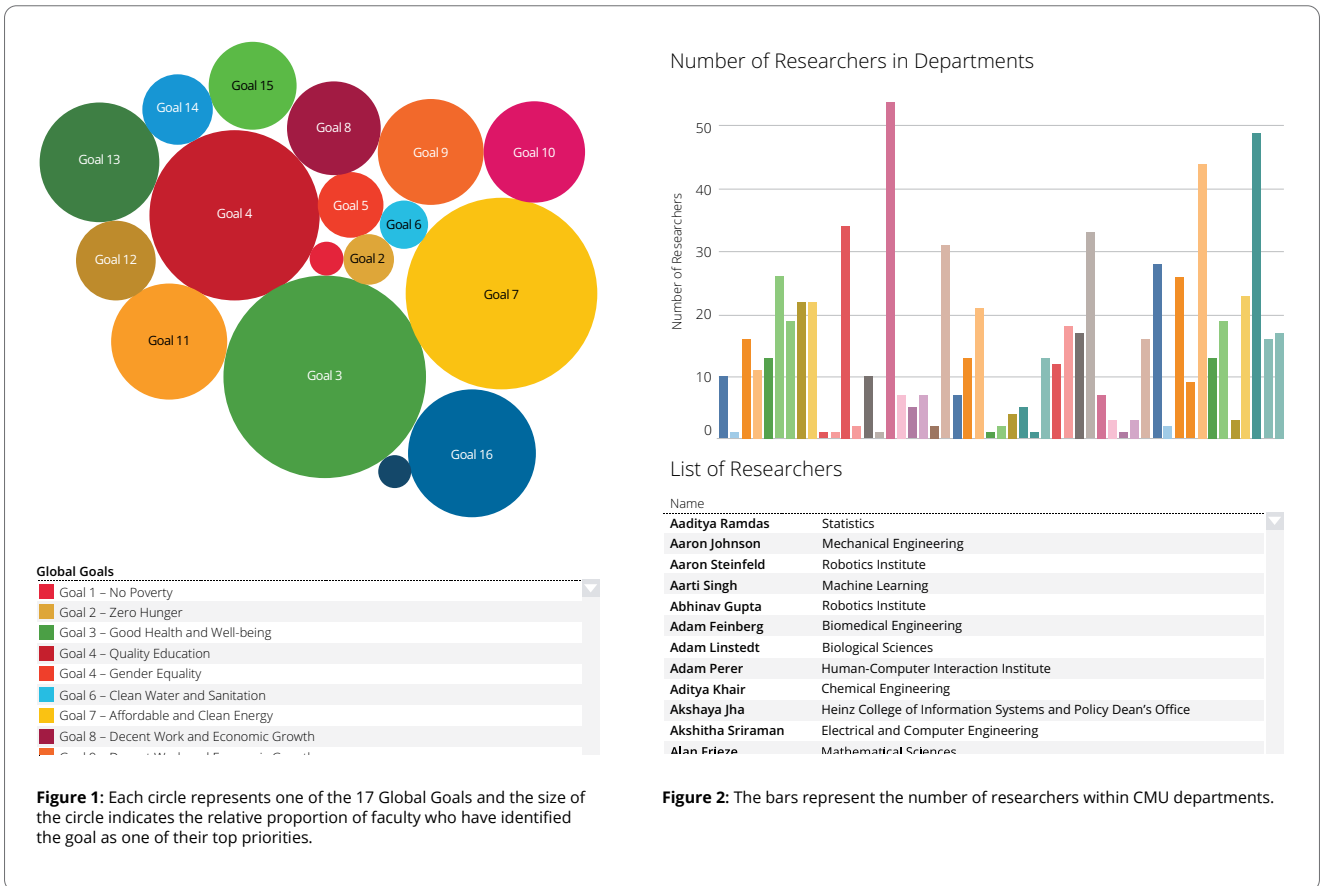 Goal 15
Goal 14
Goal 8
Goal 13
Goal 9
Goal 10
Goal 4
Goal 5
Goal 6
Goal 12
Goal 2
Goal 7
Goal 11
Goal 3
Goal 16
Global Goals
Goal 1 – No Poverty
Goal 2 – Zero Hunger
Goal 3 – Good Health and Well-being
Goal 4 – Quality Education
Goal 4 – Gender Equality
Goal 6 – Clean Water and Sanitation
Goal 7 – Affordable and Clean Energy
Goal 8 – Decent Work and Economic Growth
Goal 9 – Decent Work and Economic Growth
Figure 1: Each circle represents one of the 17 Global Goals and the size of
the circle indicates the relative proportion of faculty who have identified
the goal as one of their top priorities.
Number of Researchers in Departments
Number of Researchers
50
40
30
20
10
0
List of Researchers
Name
Aaditya Ramdas Statistics
Aaron Johnson Mechanical Engineering
Aaron Steinfeld Robotics Institute
Aarti Singh Machine Learning
Abhinav Gupta Robotics Institute
Adam Feinberg Biomedical Engineering
Adam Linstedt Biological Sciences
Adam Perer Human-Computer Interaction Institute
Aditya Khair Chemical Engineering
Akshaya Jha Heinz College of Information Systems and Policy Dean's Office
Akshitha Sriraman Electrical and Computer Engineering
Alan Frieze Mathematical Sciences
Figure 2: The bars represent the number of researchers within CMU departments.